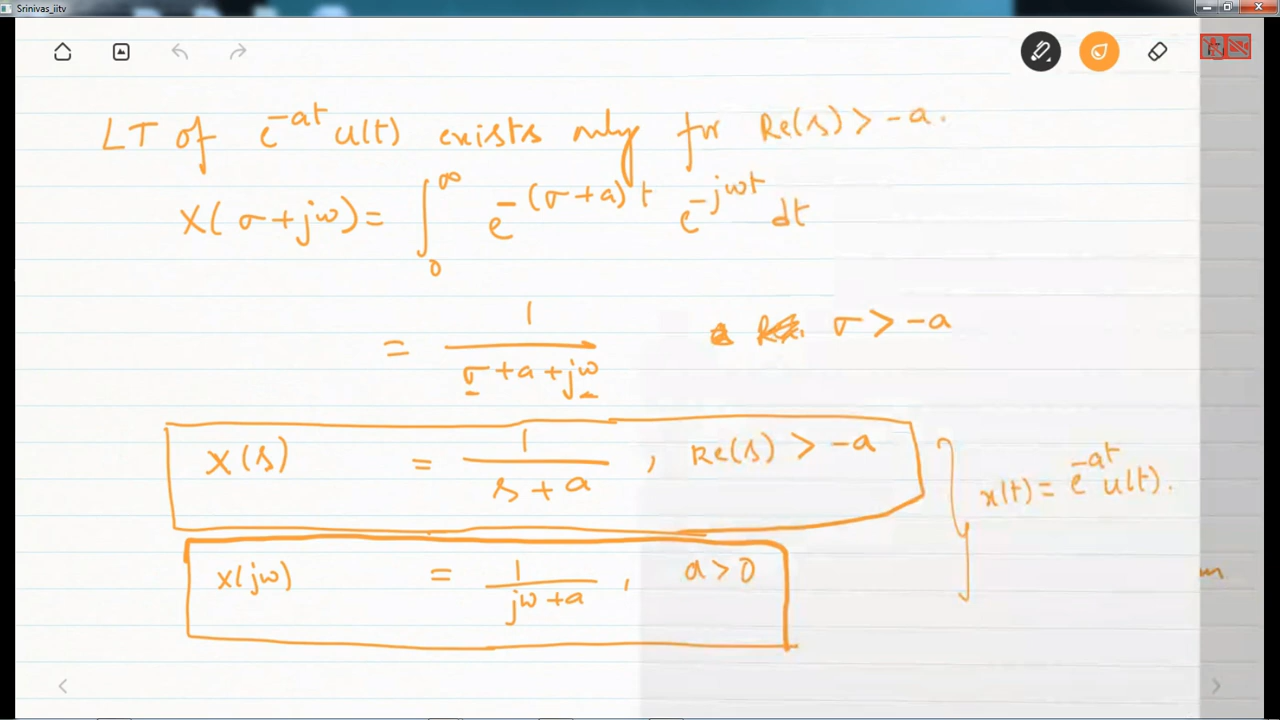 Srinivas_iitv
LT of e^{-at} u(t) exists only for Re(s) > -a.
X(σ+jω) = ∫_0^∞ e^{-(σ+a)t} e^{-jωt} dt
= 1/(σ+a+jω) σ > -a
X(s) = 1/(s+a) , Re(s) > -a
x(t) = e^{-at} u(t).
X(jω) = 1/(jω+a) , a > 0